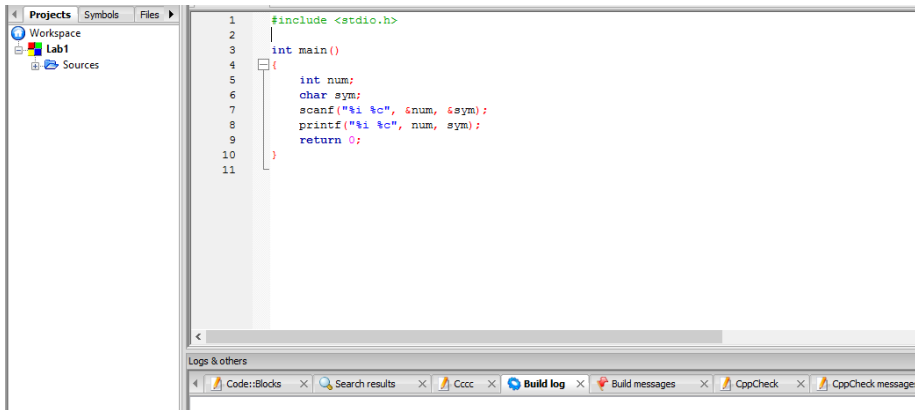 Projects Symbols Files
Workspace
Lab1
Sources
1 #include <stdio.h>
2
3 int main()
4 {
5 int num;
6 char sym;
7 scanf("%i %c", &num, &sym);
8 printf("%i %c", num, sym);
9 return 0;
10 }
11
Logs & others
Code::Blocks Search results Cccc Build log Build messages CppCheck CppCheck message